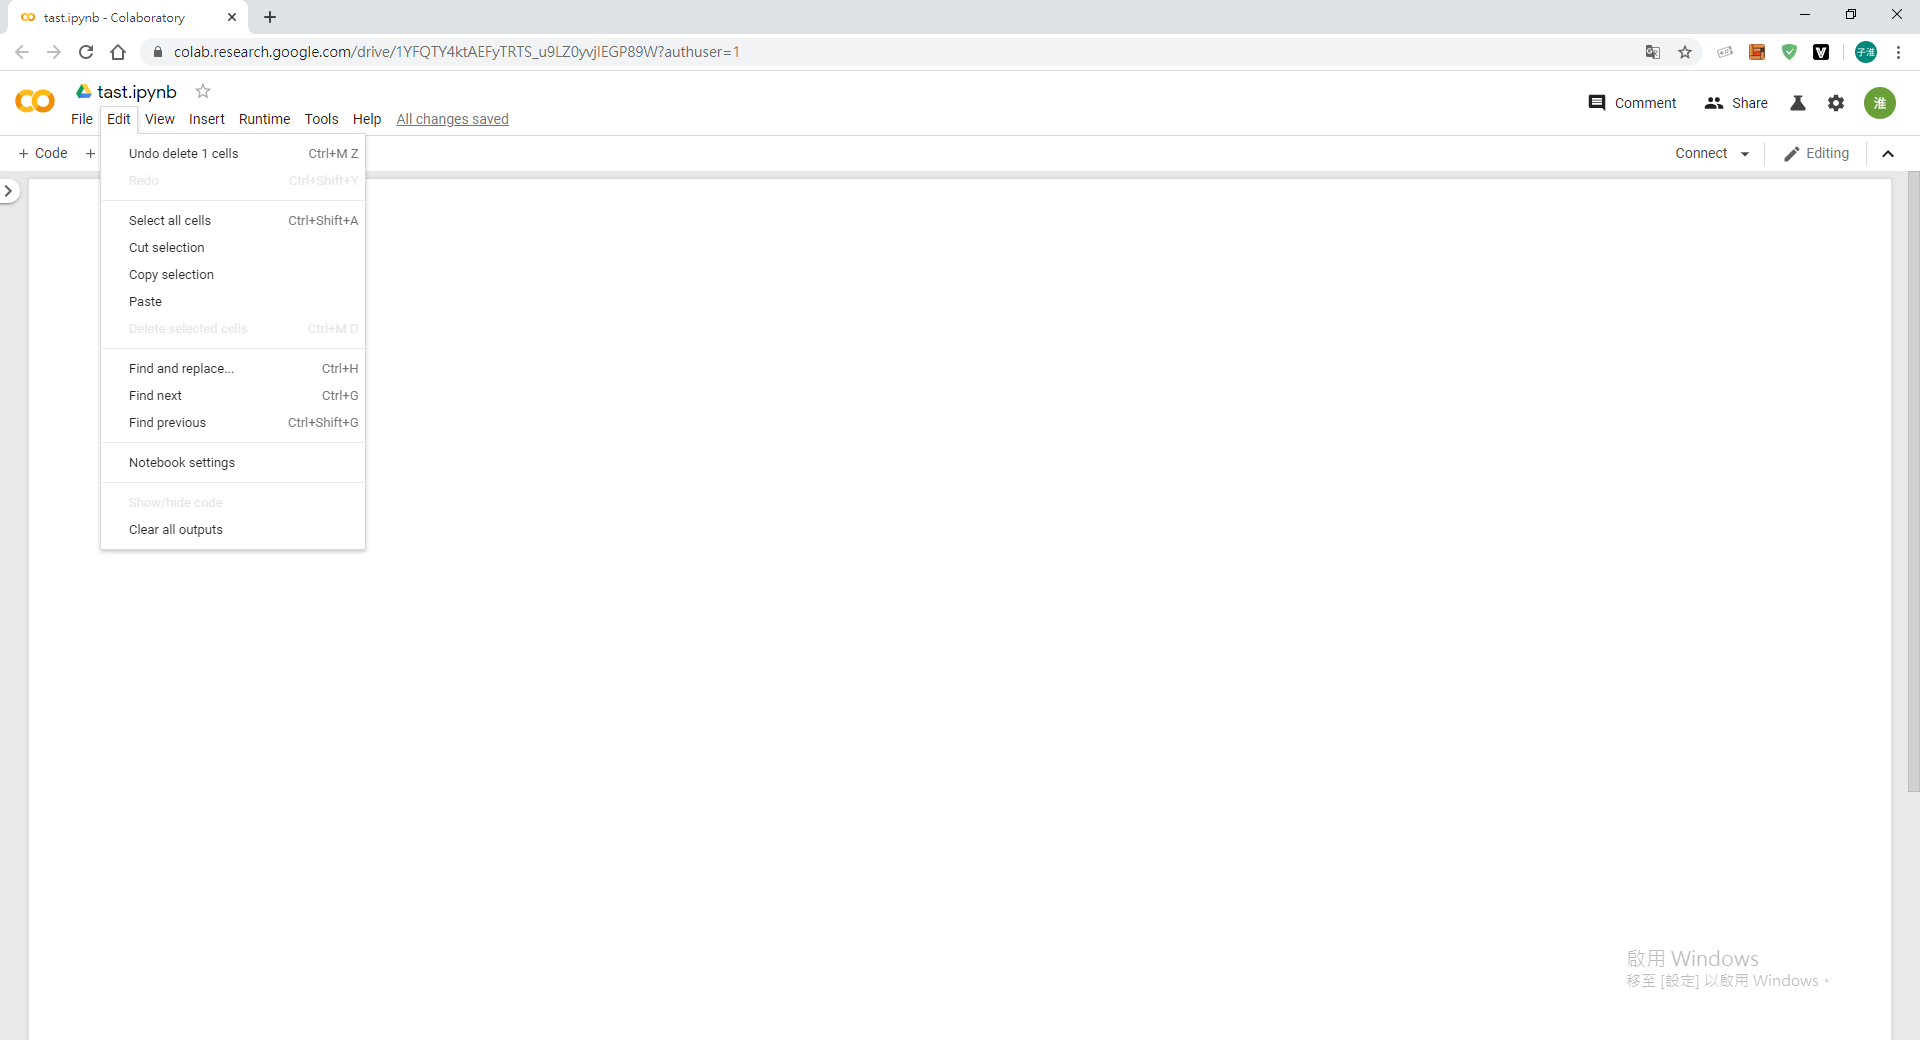 tast.ipynb - Colaboratory
colab.research.google.com/drive/1YFQTY4ktAEFyTRTS_u9LZ0yvjIEGP89W?authuser=1
子淮
tast.ipynb
File Edit View Insert Runtime Tools Help All changes saved
Comment Share 淮
+ Code +
Connect Editing
Undo delete 1 cells Ctrl+M Z
Redo Ctrl+Shift+Y
Select all cells Ctrl+Shift+A
Cut selection
Copy selection
Paste
Delete selected cells Ctrl+M D
Find and replace... Ctrl+H
Find next Ctrl+G
Find previous Ctrl+Shift+G
Notebook settings
Show/hide code
Clear all outputs
啟用 Windows
移至 [設定] 以啟用 Windows。